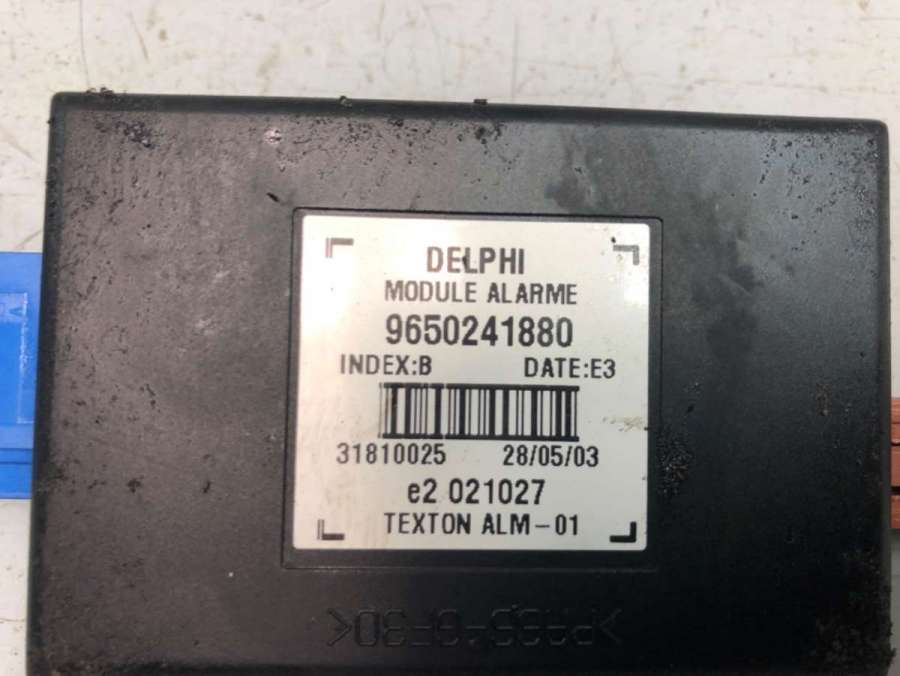 DELPHI
MODULE ALARME
9650241880
INDEX:B DATE:E3
31810025 28/05/03
e2 021027
TEXTON ALM-01